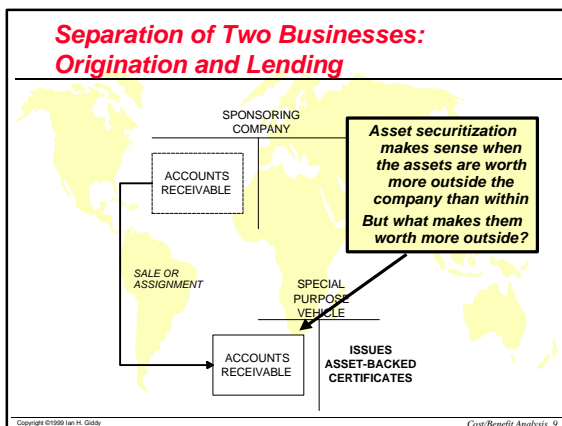 Separation of Two Businesses:
Origination and Lending
SPONSORING
COMPANY
ACCOUNTS
RECEIVABLE
Asset securitization
makes sense when
the assets are worth
more outside the
company than within
But what makes them
worth more outside?
SALE OR
ASSIGNMENT
SPECIAL
PURPOSE
VEHICLE
ACCOUNTS
RECEIVABLE
ISSUES
ASSET-BACKED
CERTIFICATES
Copyright ©1999 Ian H. Giddy
Cost/Benefit Analysis 9